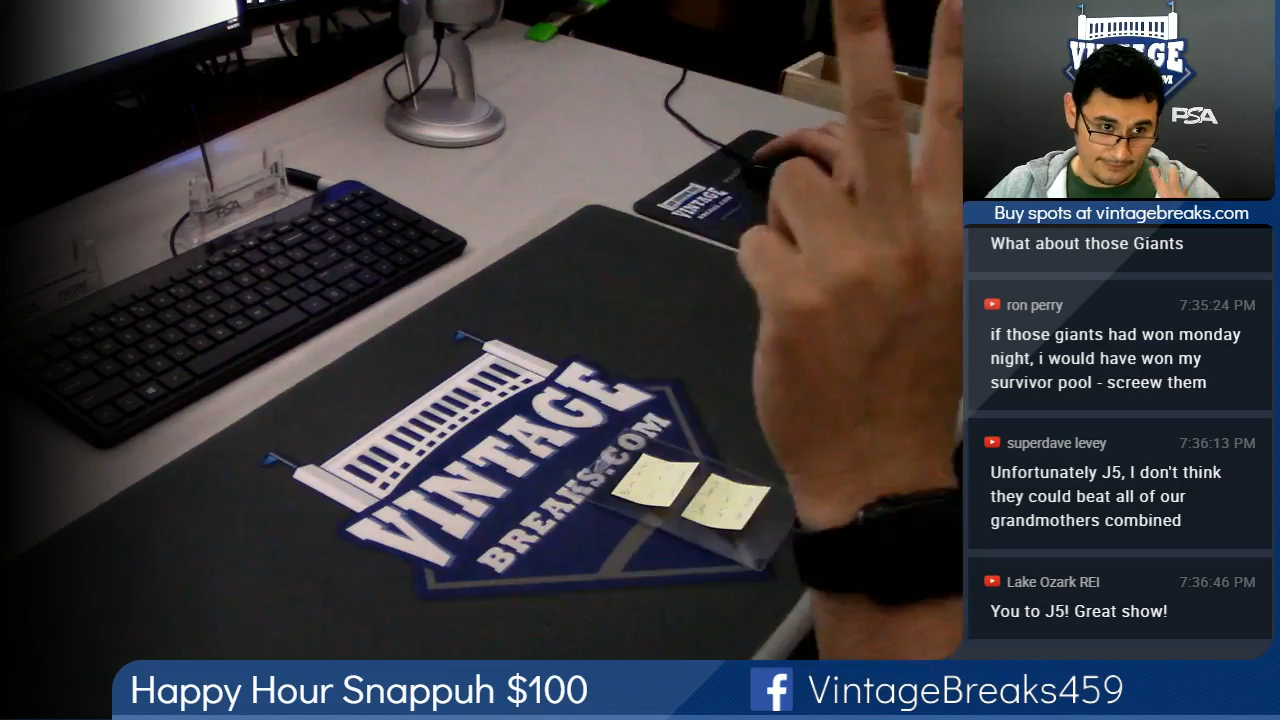 VINTAGE
PSA
Buy spots at vintagebreaks.com
What about those Giants
ron perry 7:35:24 PM
if those giants had won monday
night, i would have won my
survivor pool - screew them
superdave levey 7:36:13 PM
Unfortunately J5, I don't think
they could beat all of our
grandmothers combined
Lake Ozark REI 7:36:46 PM
You to J5! Great show!
PSA
VINTAGE
BREAKS.COM
VINTAGE
BREAKS.COM
Happy Hour Snappuh $100
VintageBreaks459